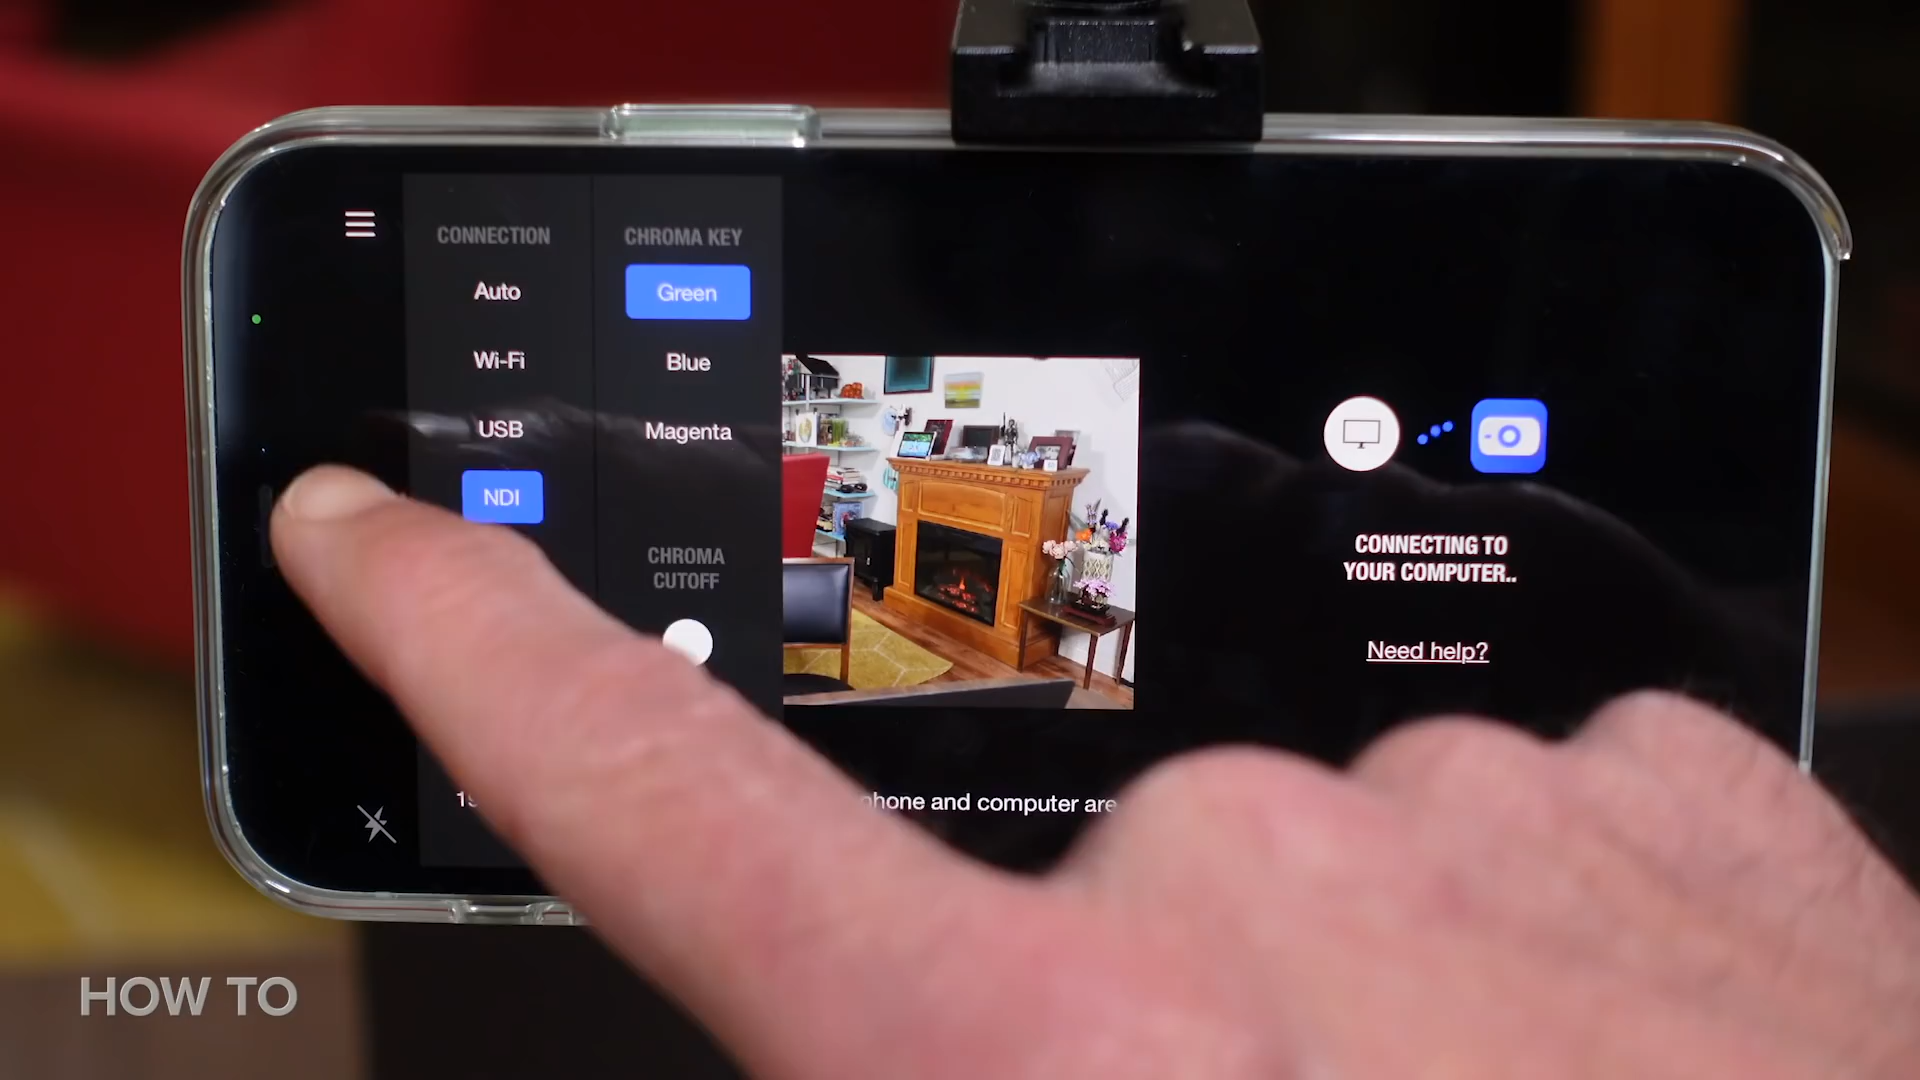 CONNECTION
Auto
Wi-Fi
USB
NDI
CHROMA KEY
Green
Blue
Magenta
CHROMA
CUTOFF
CONNECTING TO
YOUR COMPUTER..
Need help?
phone and computer are
HOW TO